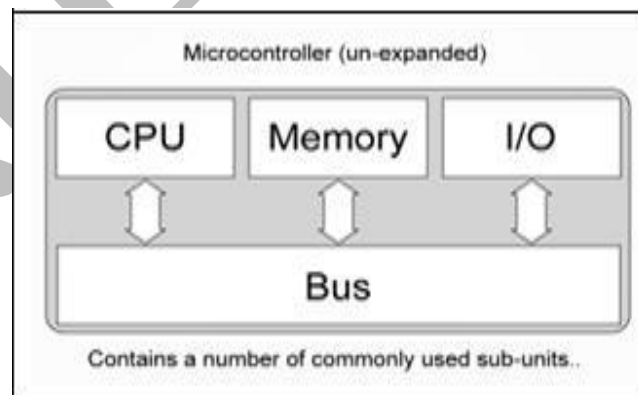 Microcontroller (un-expanded)
CPU Memory I/O
Bus
Contains a number of commonly used sub-units..